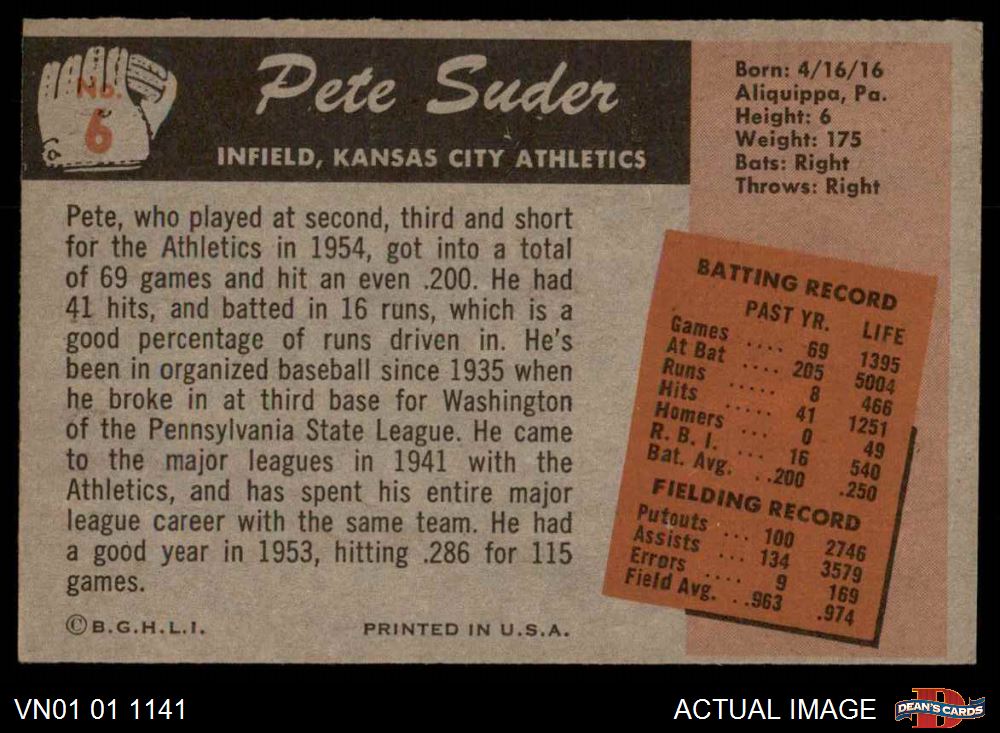 No.
6
Pete Suder
INFIELD, KANSAS CITY ATHLETICS
Born: 4/16/16
Aliquippa, Pa.
Height: 6
Weight: 175
Bats: Right
Throws: Right
Pete, who played at second, third and short
for the Athletics in 1954, got into a total
of 69 games and hit an even .200. He had
41 hits, and batted in 16 runs, which is a
good percentage of runs driven in. He's
been in organized baseball since 1935 when
he broke in at third base for Washington
of the Pennsylvania State League. He came
to the major leagues in 1941 with the
Athletics, and has spent his entire major
league career with the same team. He had
a good year in 1953, hitting .286 for 115
games.
BATTING RECORD
PAST YR. LIFE
Games .... 69 1395
At Bat .... 205 5004
Runs ..... 8 466
Hits ..... 41 1251
Homers ... 0 49
R. B. I. ... 16 540
Bat. Avg. ..200 .250
FIELDING RECORD
Putouts ... 100 2746
Assists ... 134 3579
Errors .... 9 169
Field Avg. ..963 .974
© B.G.H.L.I. PRINTED IN U.S.A.
VN01 01 1141 ACTUAL IMAGE
D
DEAN'S CARDS